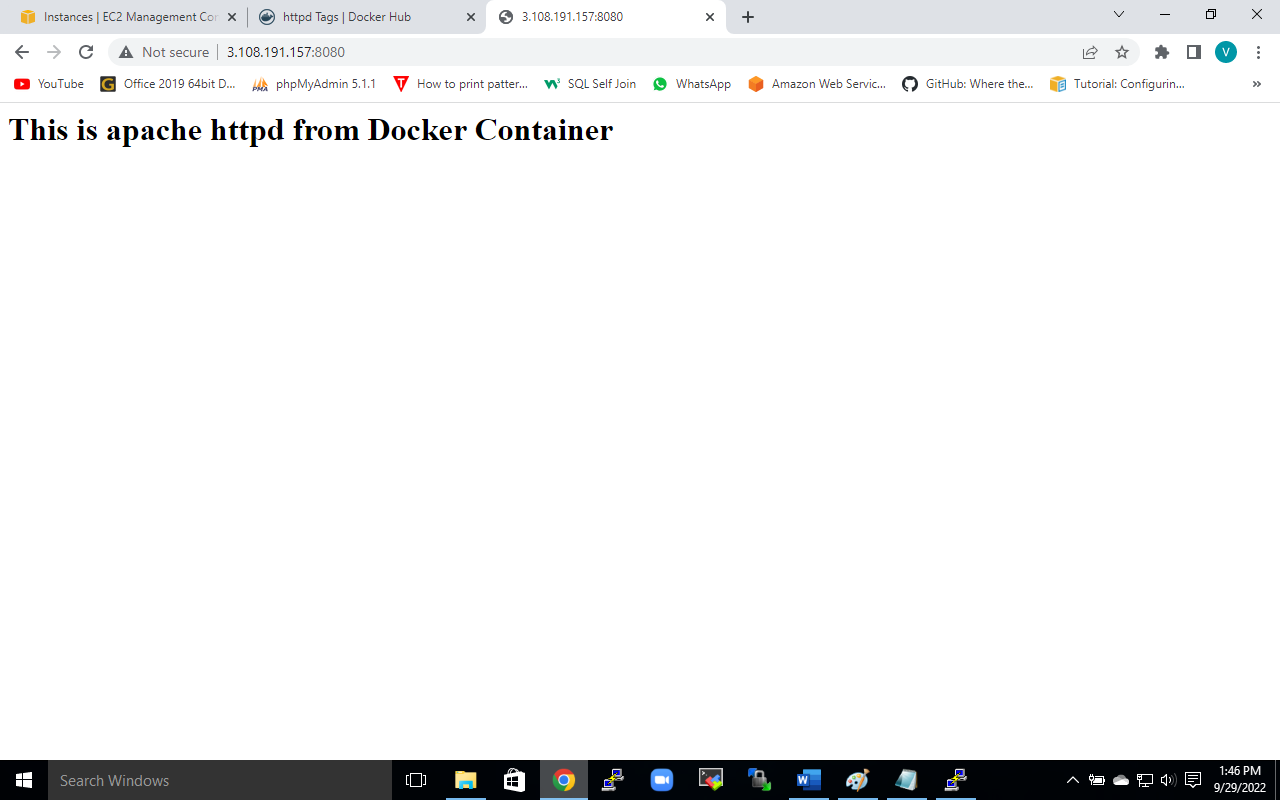 Instances | EC2 Management Con
httpd Tags | Docker Hub
3.108.191.157:8080
Not secure
3.108.191.157:8080
V
YouTube
G
Office 2019 64bit D...
PMA
phpMyAdmin 5.1.1
T
How to print patter...
SQL Self Join
WhatsApp
Amazon Web Servic...
GitHub: Where the...
Tutorial: Configurin...
»
This is apache httpd from Docker Container
Search Windows
W
1:46 PM
9/29/2022